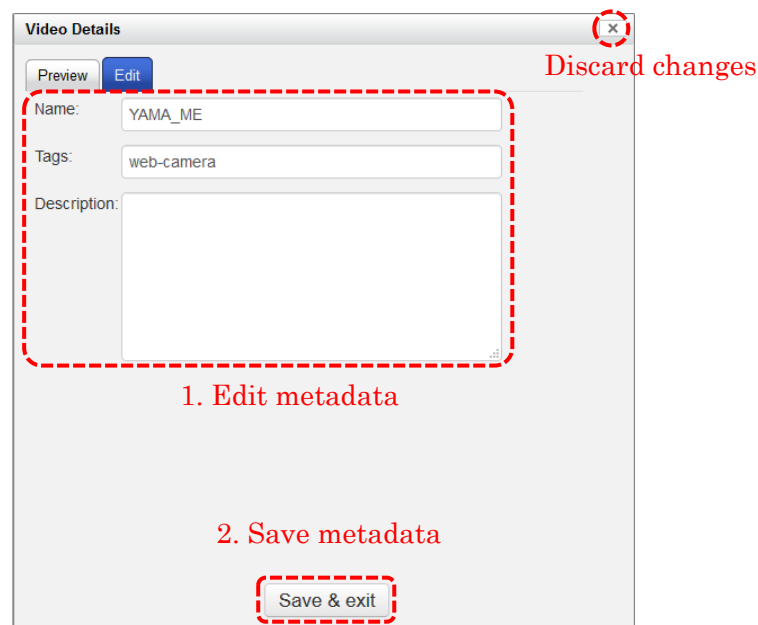 Video Details
×
Discard changes
Preview Edit
Name: YAMA_ME
Tags: web-camera
Description:
1. Edit metadata
2. Save metadata
Save & exit